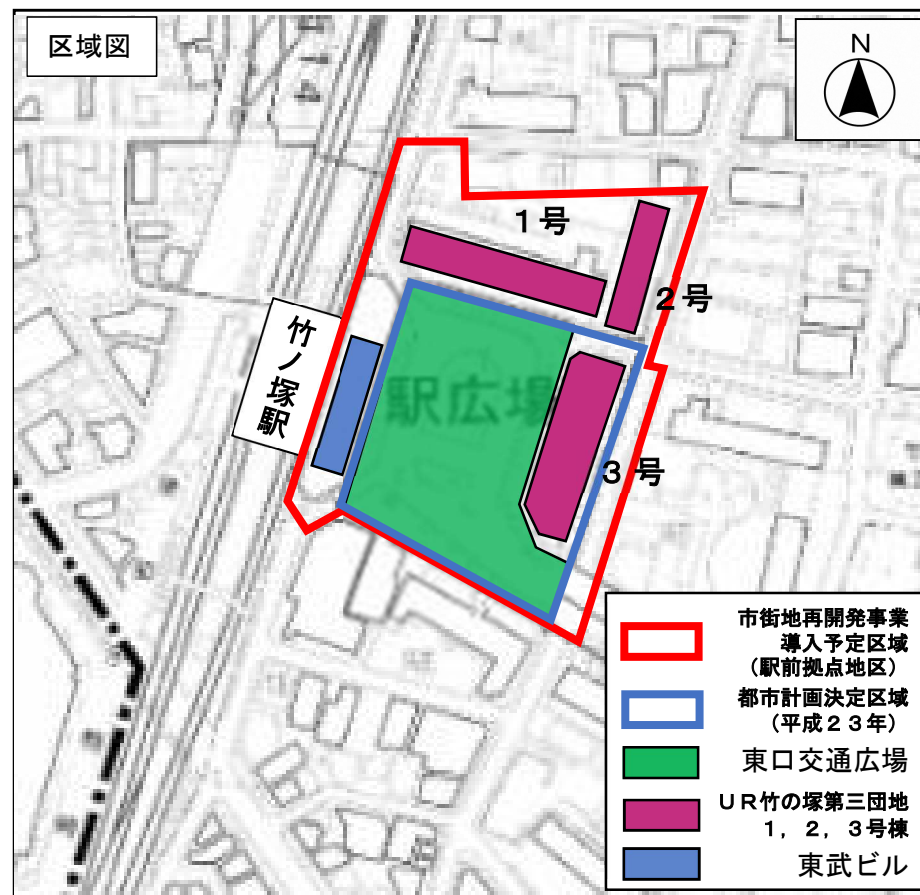 区域図
N
1号
2号
竹ノ塚駅
駅広場
3号
市街地再開発事業
導入予定区域
(駅前拠点地区)
都市計画決定区域
(平成23年)
東口交通広場
UR竹の塚第三団地
1, 2, 3号棟
東武ビル